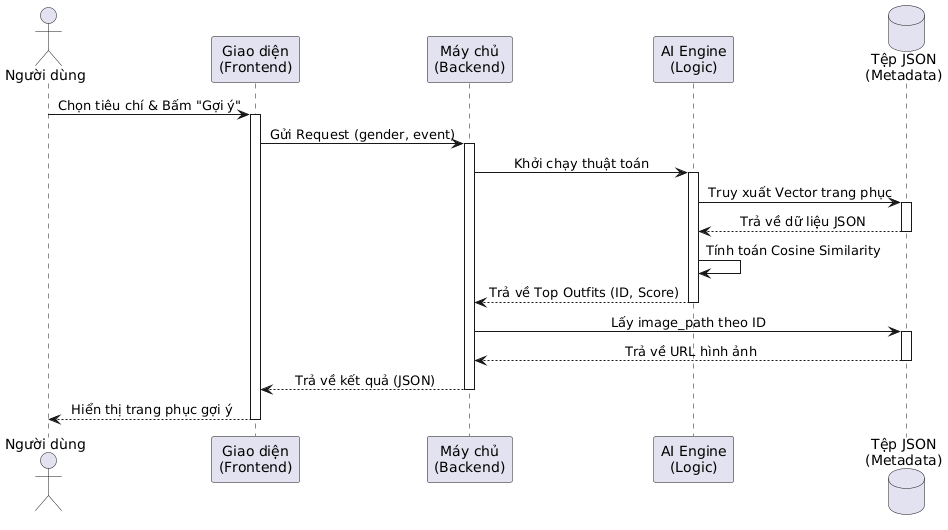 Người dùng
Giao diện
(Frontend)
Máy chủ
(Backend)
AI Engine
(Logic)
Tệp JSON
(Metadata)
Chọn tiêu chí & Bấm "Gợi ý"
Gửi Request (gender, event)
Khởi chạy thuật toán
Truy xuất Vector trang phục
Trả về dữ liệu JSON
Tính toán Cosine Similarity
Trả về Top Outfits (ID, Score)
Lấy image_path theo ID
Trả về URL hình ảnh
Trả về kết quả (JSON)
Hiển thị trang phục gợi ý
Người dùng
Giao diện
(Frontend)
Máy chủ
(Backend)
AI Engine
(Logic)
Tệp JSON
(Metadata)